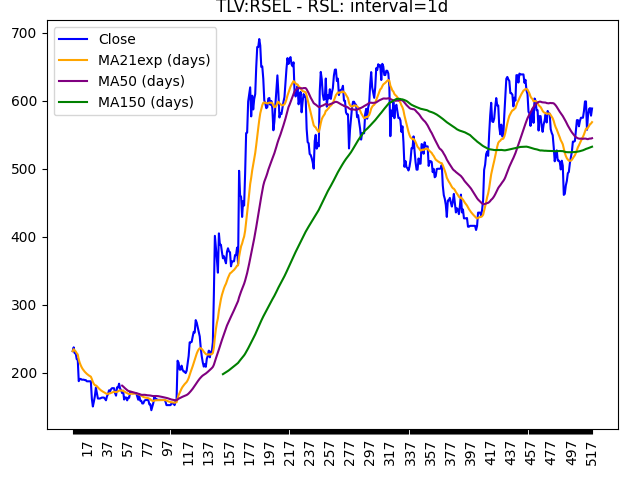 TLV:RSEL - RSL: interval=1d
Close
MA21exp (days)
MA50 (days)
MA150 (days)
700
600
500
400
300
200
17 37 57 77 97 117 137 157 177 197 217 237 257 277 297 317 337 357 377 397 417 437 457 477 497 517